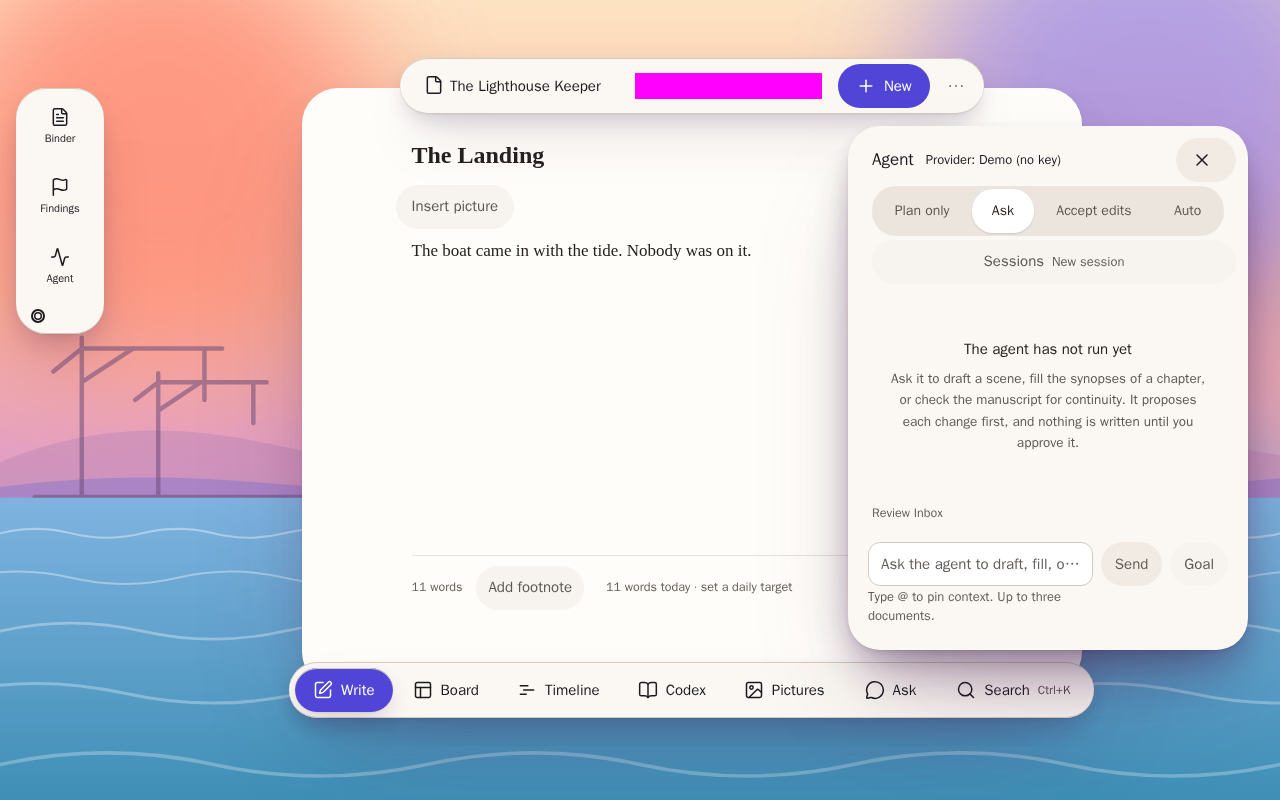 The Lighthouse Keeper
New
Binder
Findings
Agent
The Landing
Insert picture
The boat came in with the tide. Nobody was on it.
11 words
Add footnote
11 words today · set a daily target
Agent
Provider: Demo (no key)
Plan only
Ask
Accept edits
Auto
Sessions New session
The agent has not run yet
Ask it to draft a scene, fill the synopses of a chapter,
or check the manuscript for continuity. It proposes
each change first, and nothing is written until you
approve it.
Review Inbox
Ask the agent to draft, fill, o…
Send
Goal
Type @ to pin context. Up to three
documents.
Write
Board
Timeline
Codex
Pictures
Ask
Search Ctrl+K